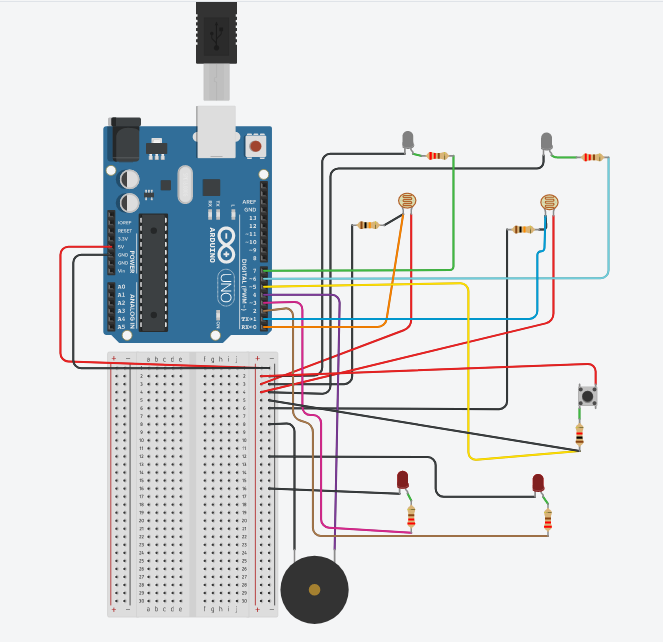 AREF
GND
13
12
~11
~10
~9
8
7
~6
~5
4
~3
2
TX→1
RX←0
IOREF
RESET
3.3V
5V
GND
GND
Vin
A0
A1
A2
A3
A4
A5
POWER
ANALOG IN
DIGITAL (PWM~)
TX
RX
L
ON
ARDUINO
UNO
+ − a b c d e f g h i j + −
1
2
3
4
5
6
7
8
9
10
11
12
13
14
15
16
17
18
19
20
21
22
23
24
25
26
27
28
29
30
+ − a b c d e f g h i j + −